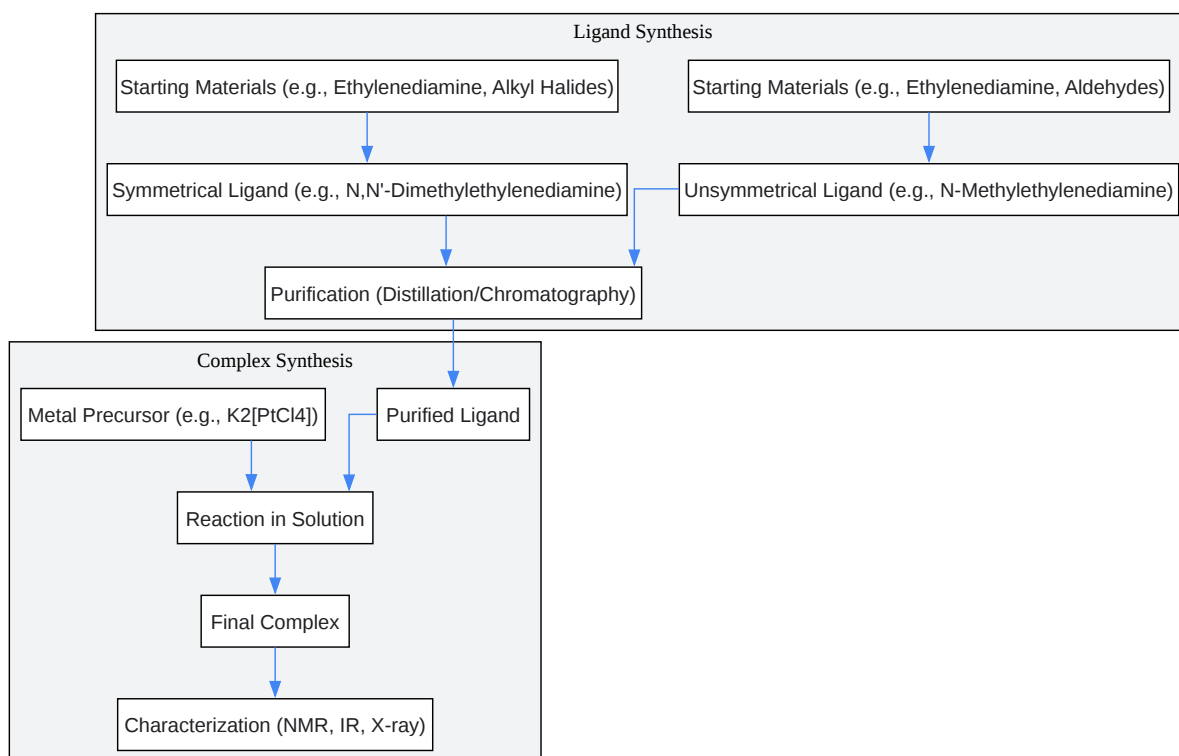 Ligand Synthesis
Starting Materials (e.g., Ethylenediamine, Alkyl Halides)
Starting Materials (e.g., Ethylenediamine, Aldehydes)
Symmetrical Ligand (e.g., N,N'-Dimethylethylenediamine)
Unsymmetrical Ligand (e.g., N-Methylethylenediamine)
Purification (Distillation/Chromatography)
Complex Synthesis
Metal Precursor (e.g., K2[PtCl4])
Purified Ligand
Reaction in Solution
Final Complex
Characterization (NMR, IR, X-ray)